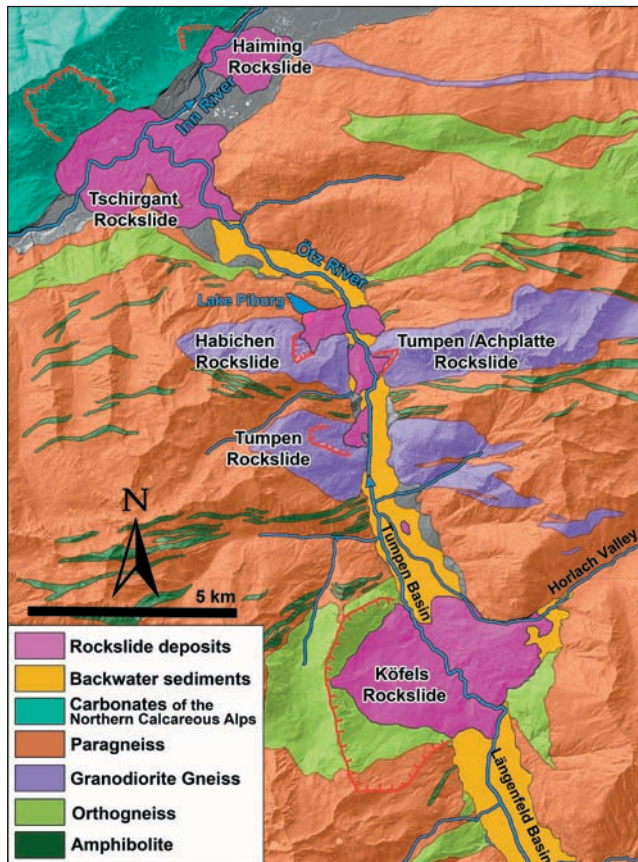 Haiming
Rockslide
Inn River
Tschirgant
Rockslide
Ötz River
Lake Piburg
Habichen
Rockslide
Tumpen /Achplatte
Rockslide
Tumpen
Rockslide
N
5 km
Tumpen Basin
Horlach Valley
Köfels
Rockslide
Längenfeld Basin
Rockslide deposits
Backwater sediments
Carbonates of the
Northern Calcareous Alps
Paragneiss
Granodiorite Gneiss
Orthogneiss
Amphibolite